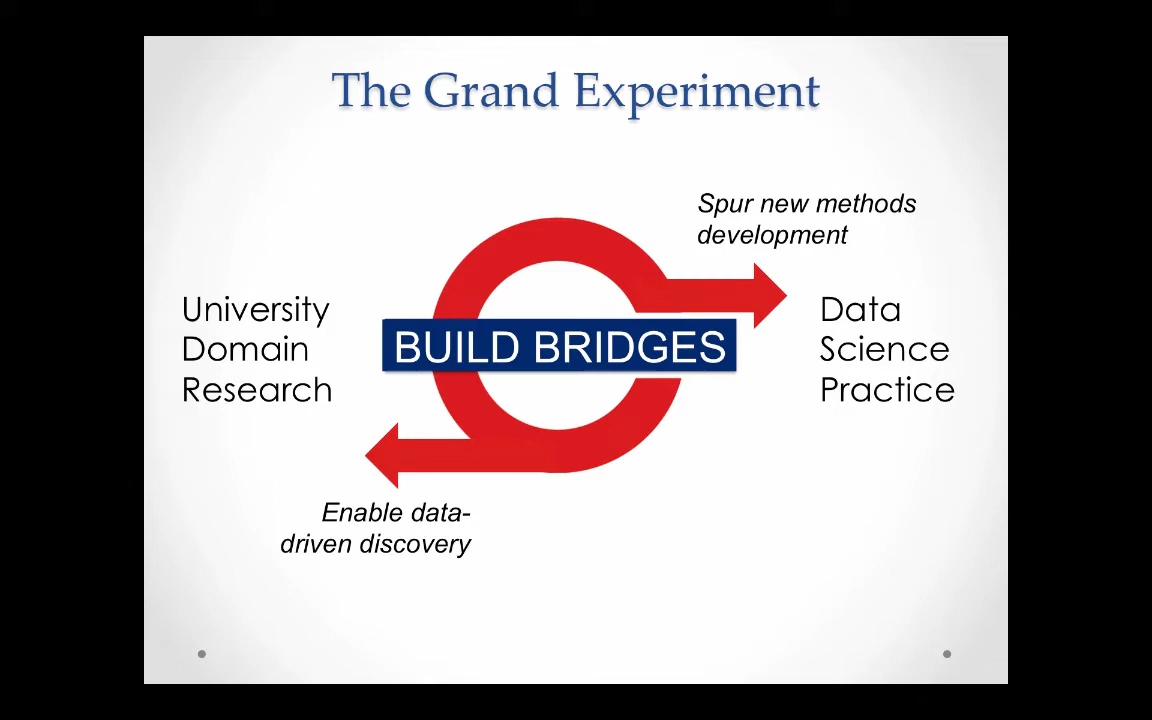 The Grand Experiment
Spur new methods
development
University
Domain
Research
BUILD BRIDGES
Data
Science
Practice
Enable data-
driven discovery